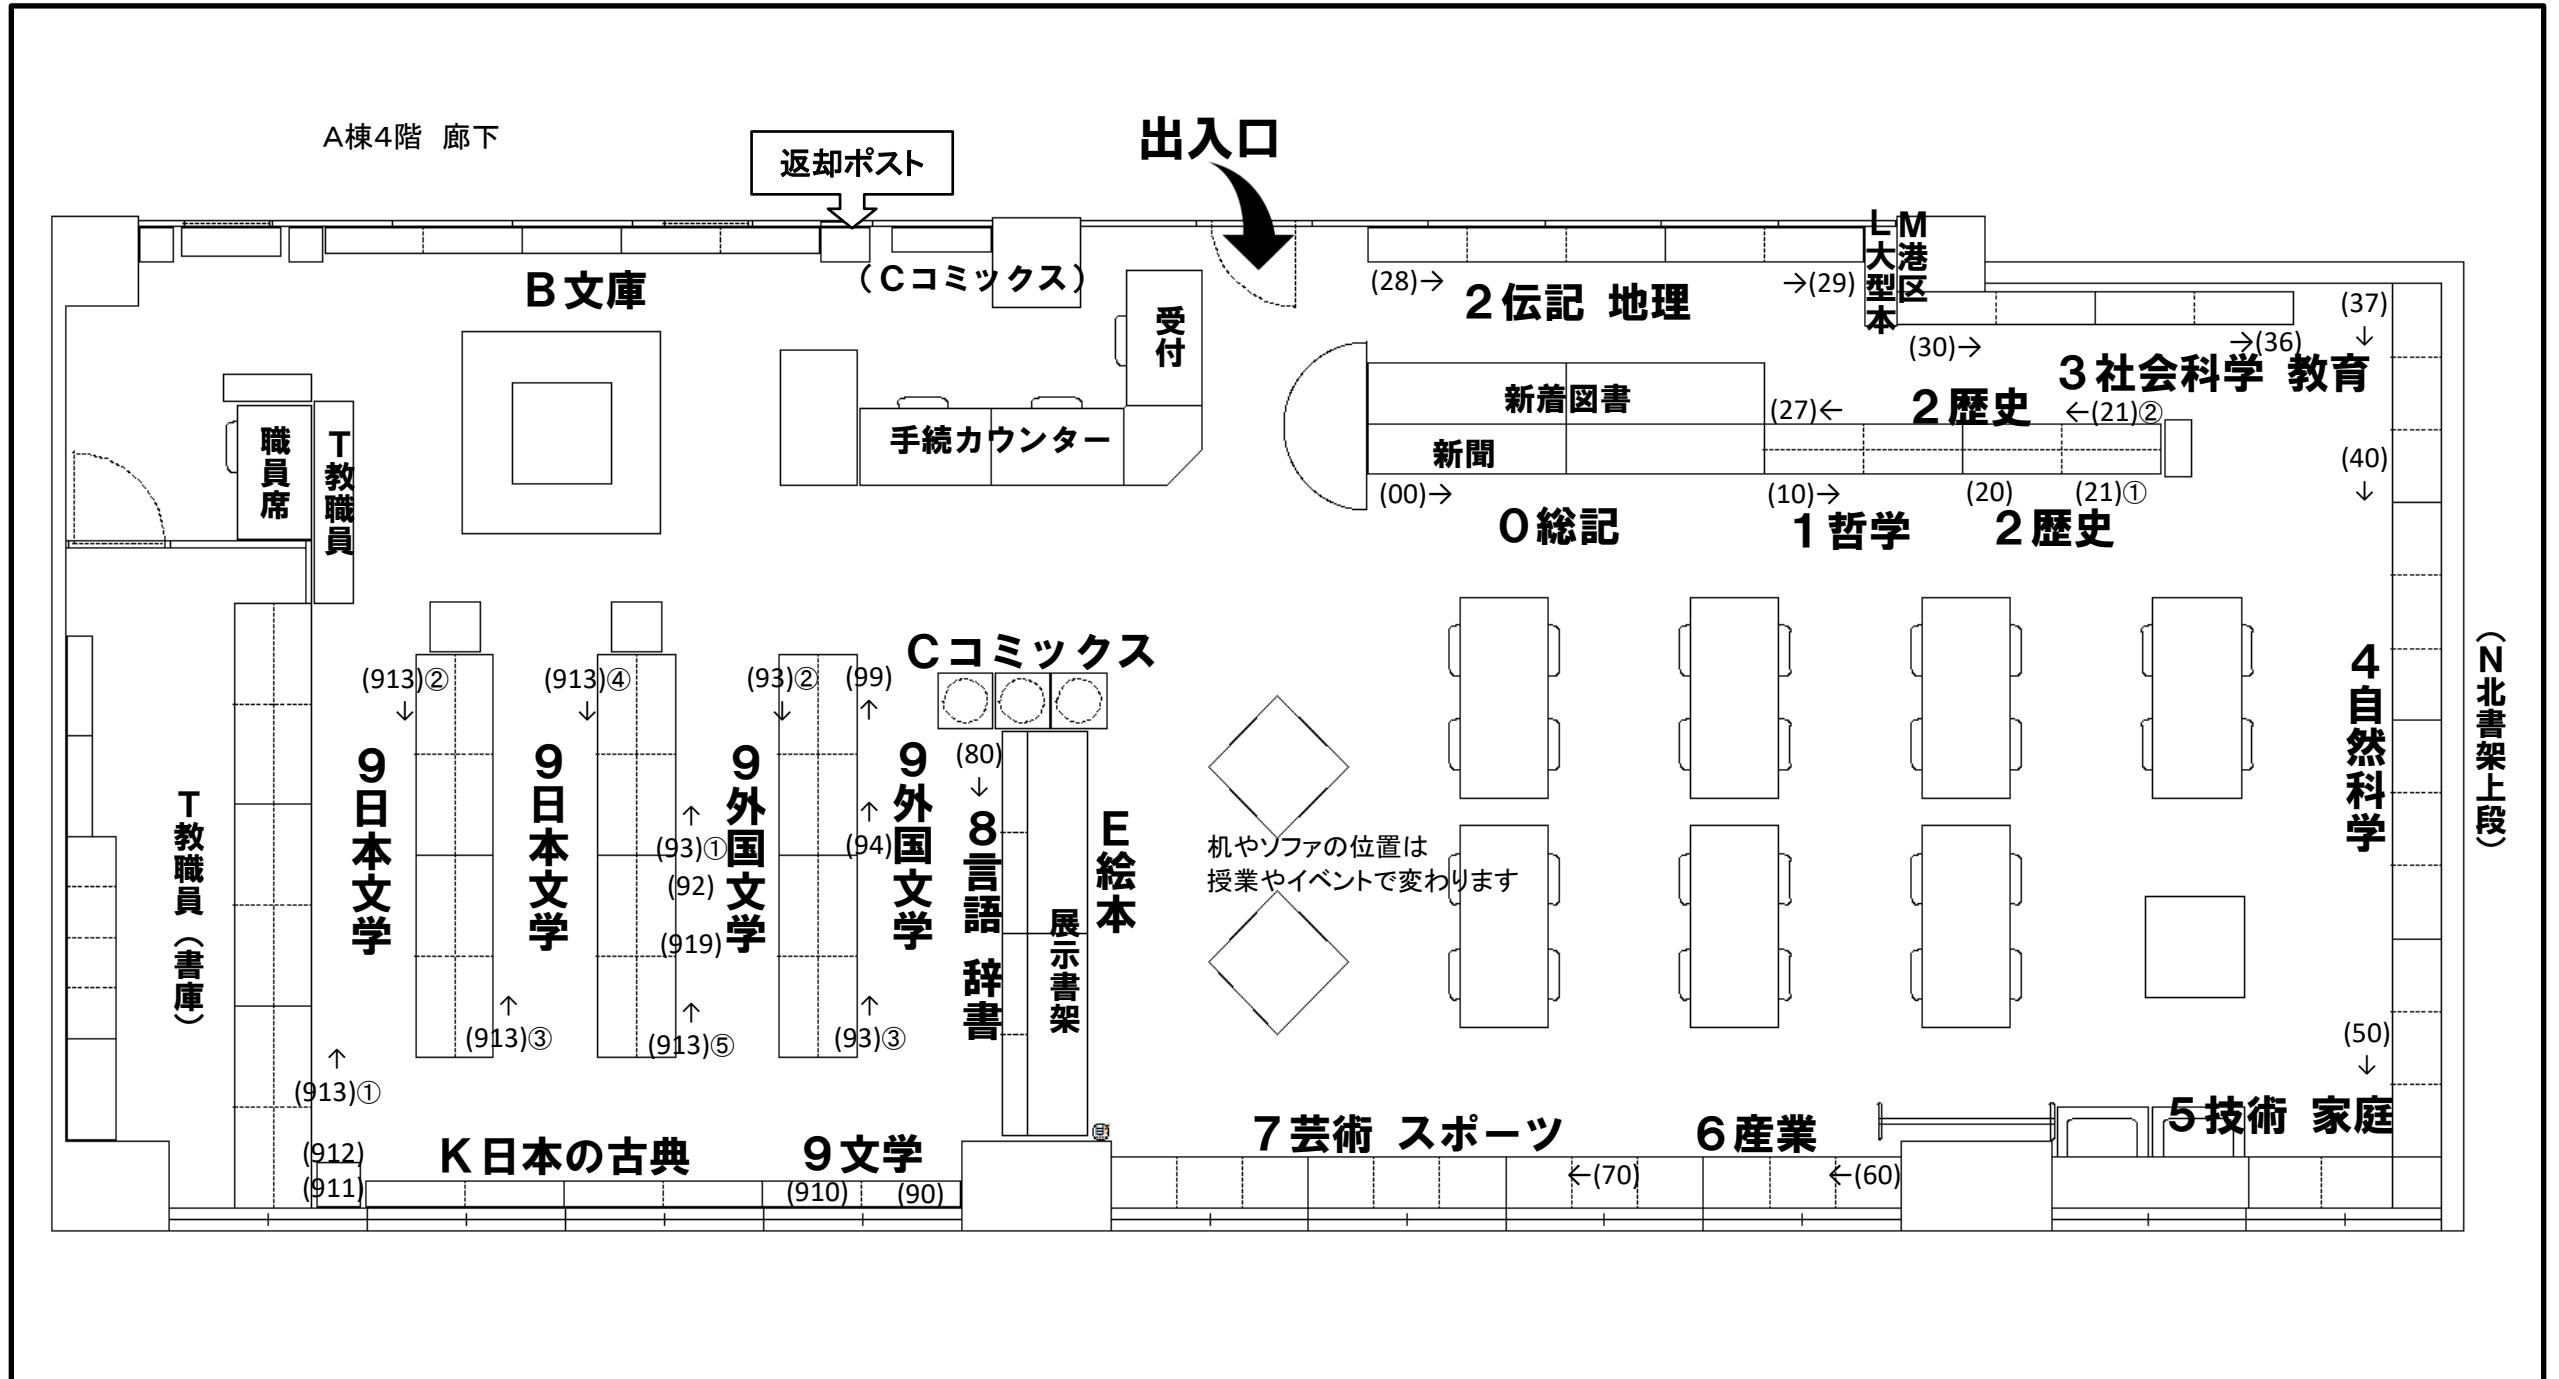 A棟4階 廊下
返却ポスト
出入口
B文庫
(Cコミックス)
受付
(28)→
2伝記 地理
→(29)
L大型本
M港区
(30)→
→(36)
3社会科学 教育
(37)
↓
新着図書
(27)←
2歴史
←(21)②
職員席
T教職員
手続カウンター
新聞
(40)
↓
(00)→
0総記
(10)→
1哲学
(20)
(21)①
2歴史
(913)②
↓
(913)④
↓
(93)②
↓
(99)
↑
Cコミックス
(80)
↓
9日本文学
9日本文学
9外国文学
9外国文学
8言語 辞書
E絵本
展示書架
4自然科学
(N北書架上段)
↑
(93)①
(92)
(919)
↑
(94)
机やソファの位置は
授業やイベントで変わります
T教職員(書庫)
↑
(913)③
↑
(913)⑤
↑
(93)③
(50)
↓
↑
(913)①
(912)
(911)
K日本の古典
9文学
(910)
(90)
7芸術 スポーツ
←(70)
6産業
←(60)
5技術 家庭